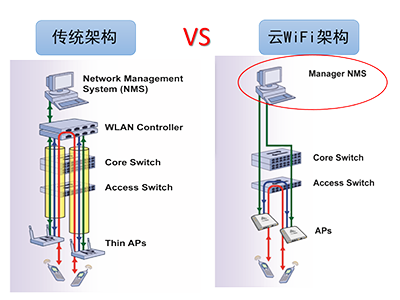 传统架构
VS
云WiFi架构
Network Management
System (NMS)
WLAN Controller
Core Switch
Access Switch
Thin APs
Manager NMS
Core Switch
Access Switch
APs